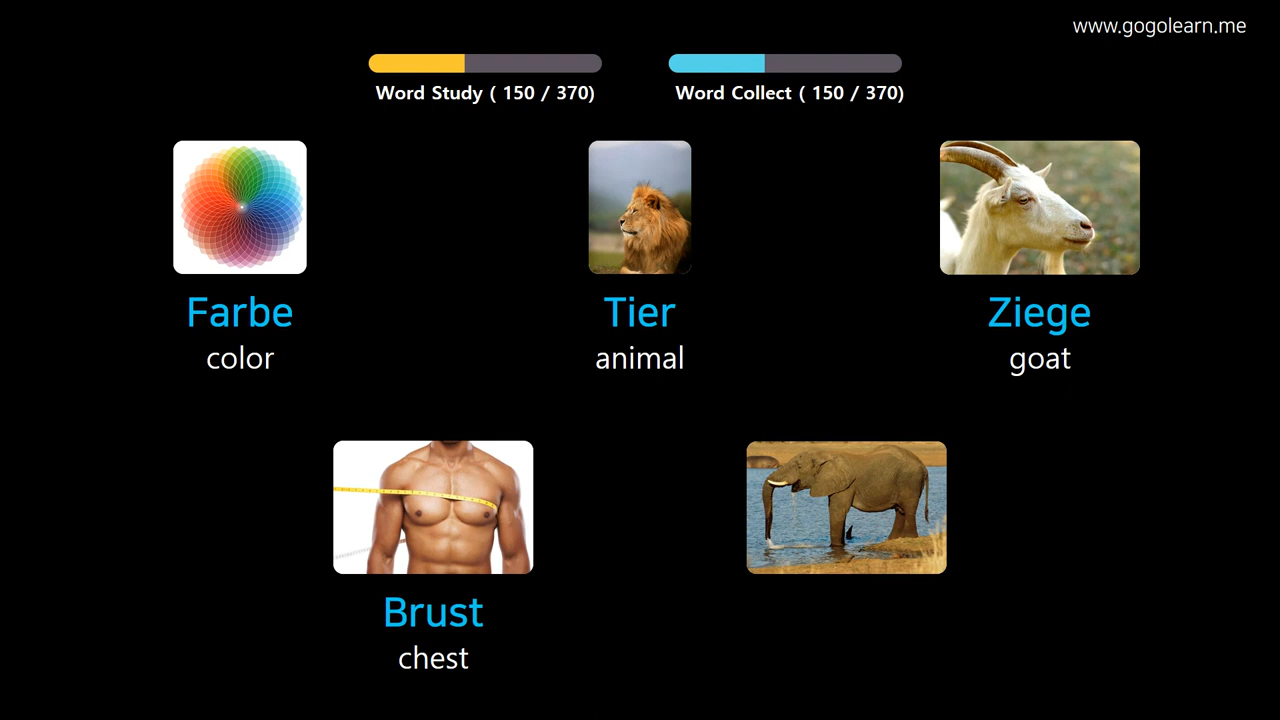 www.gogolearn.me
Word Study ( 150 / 370)
Word Collect ( 150 / 370)
Farbe
color
Tier
animal
Ziege
goat
Brust
chest